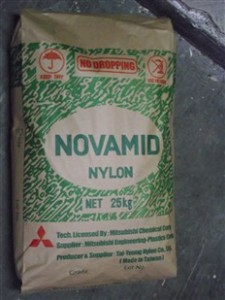 NO DROPPING
NOVAMID
NYLON
NET 25kg
Tech. Licensed By: Mitsubishi Chemical Corp.
Supplier: Mitsubishi Engineering-Plastics Corp.
Producer & Supplier: Tai-Young Nylon Co.
(Made in Taiwan)